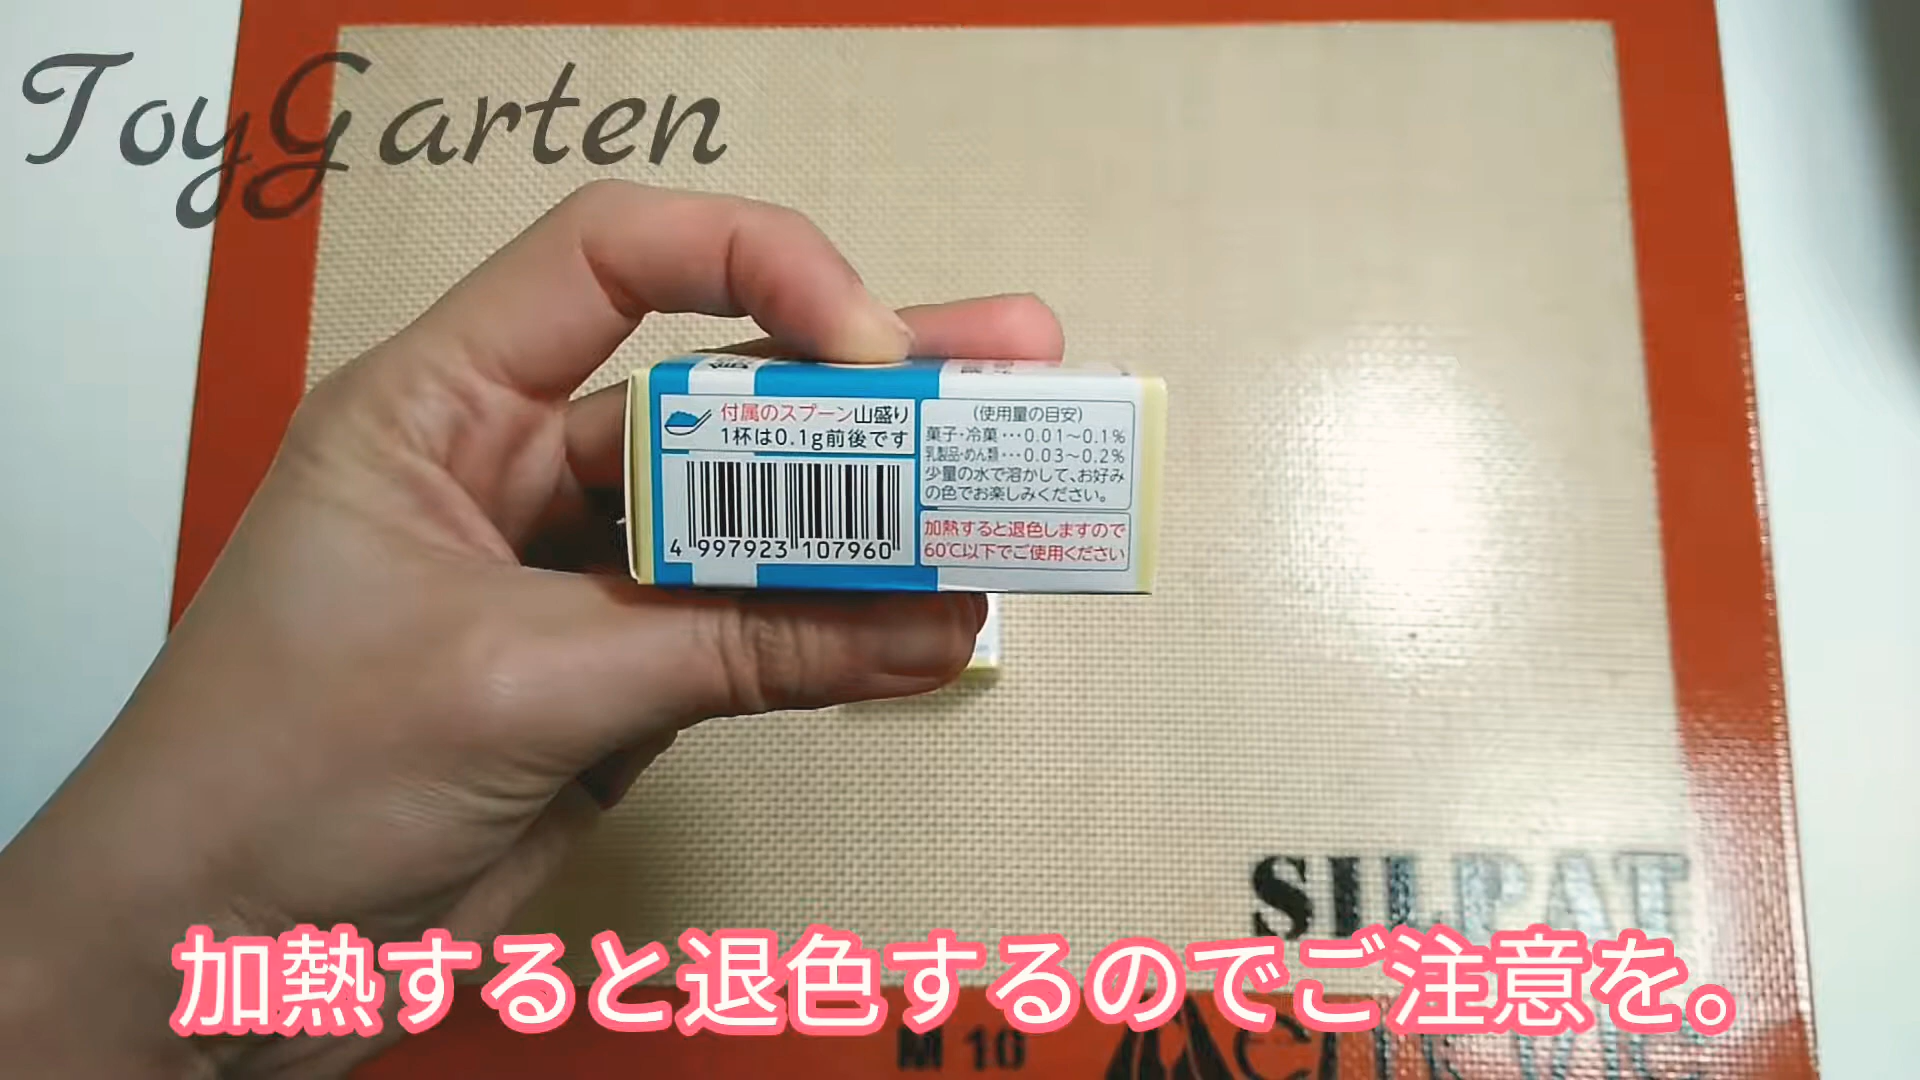 ToyGarten
付属のスプーン山盛り
1杯は0.1g前後です
4 997923 107960
(使用量の目安)
菓子・冷菓…0.01〜0.1%
乳製品・めん類…0.03〜0.2%
少量の水で溶かして、お好み
の色でお楽しみください。
加熱すると退色しますので
60℃以下でご使用ください
SILPAT
加熱すると退色するのでご注意を。
M 10